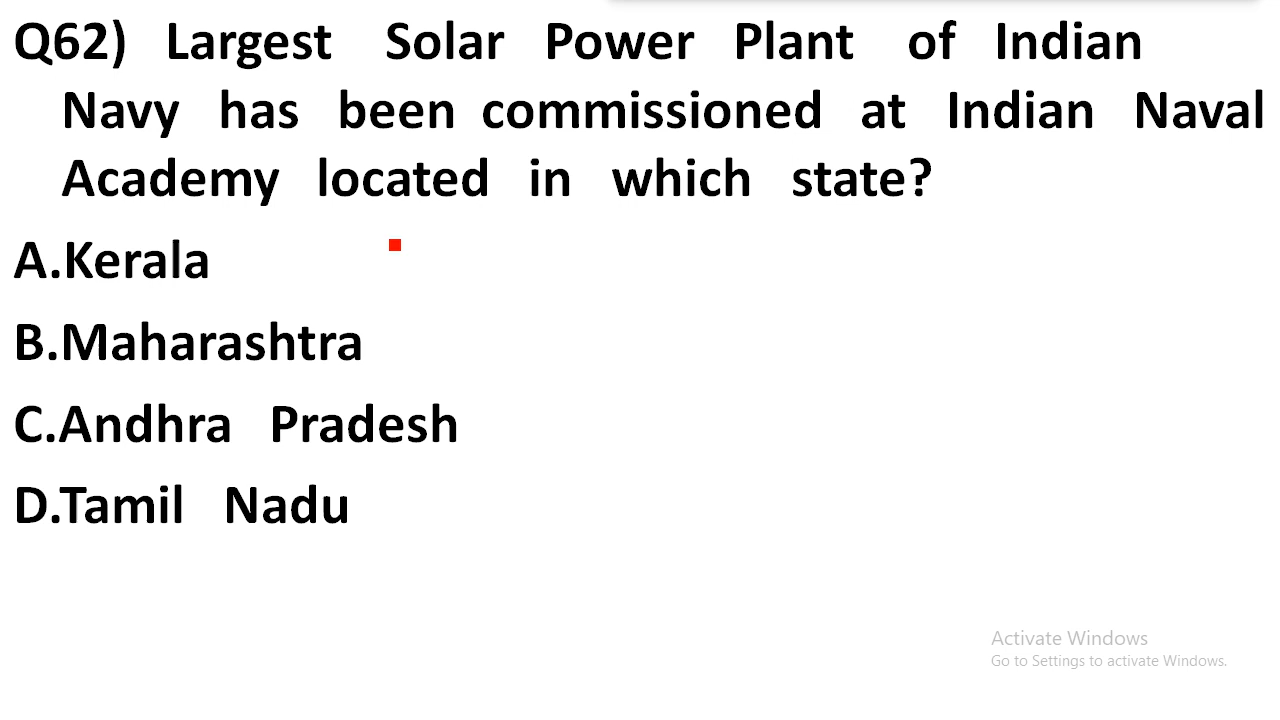 Q62) Largest Solar Power Plant of Indian
Navy has been commissioned at Indian Naval
Academy located in which state?
A.Kerala
B.Maharashtra
C.Andhra Pradesh
D.Tamil Nadu
Activate Windows
Go to Settings to activate Windows.